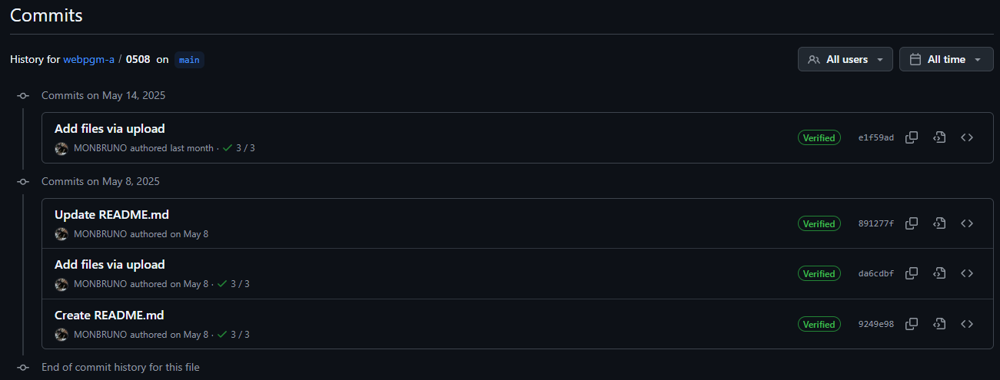 Commits
History for webpgm-a / 0508 on main
All users
All time
Commits on May 14, 2025
Add files via upload
MONBRUNO authored last month · 3 / 3
Verified
e1f59ad
Commits on May 8, 2025
Update README.md
MONBRUNO authored on May 8
Verified
891277f
Add files via upload
MONBRUNO authored on May 8 · 3 / 3
Verified
da6cdbf
Create README.md
MONBRUNO authored on May 8 · 3 / 3
Verified
9249e98
End of commit history for this file